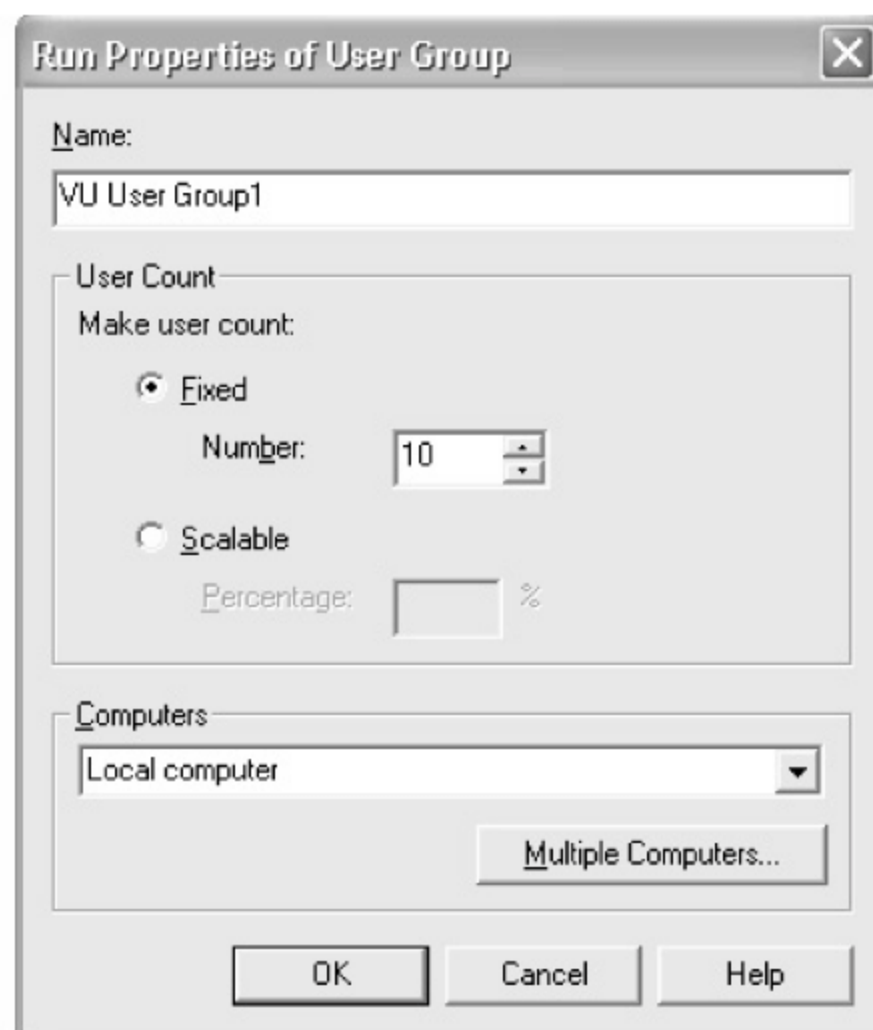 Run Properties of User Group
Name:
VU User Group1
User Count
Make user count:
Fixed
Number: 10
Scalable
Percentage: %
Computers
Local computer
Multiple Computers...
OK Cancel Help